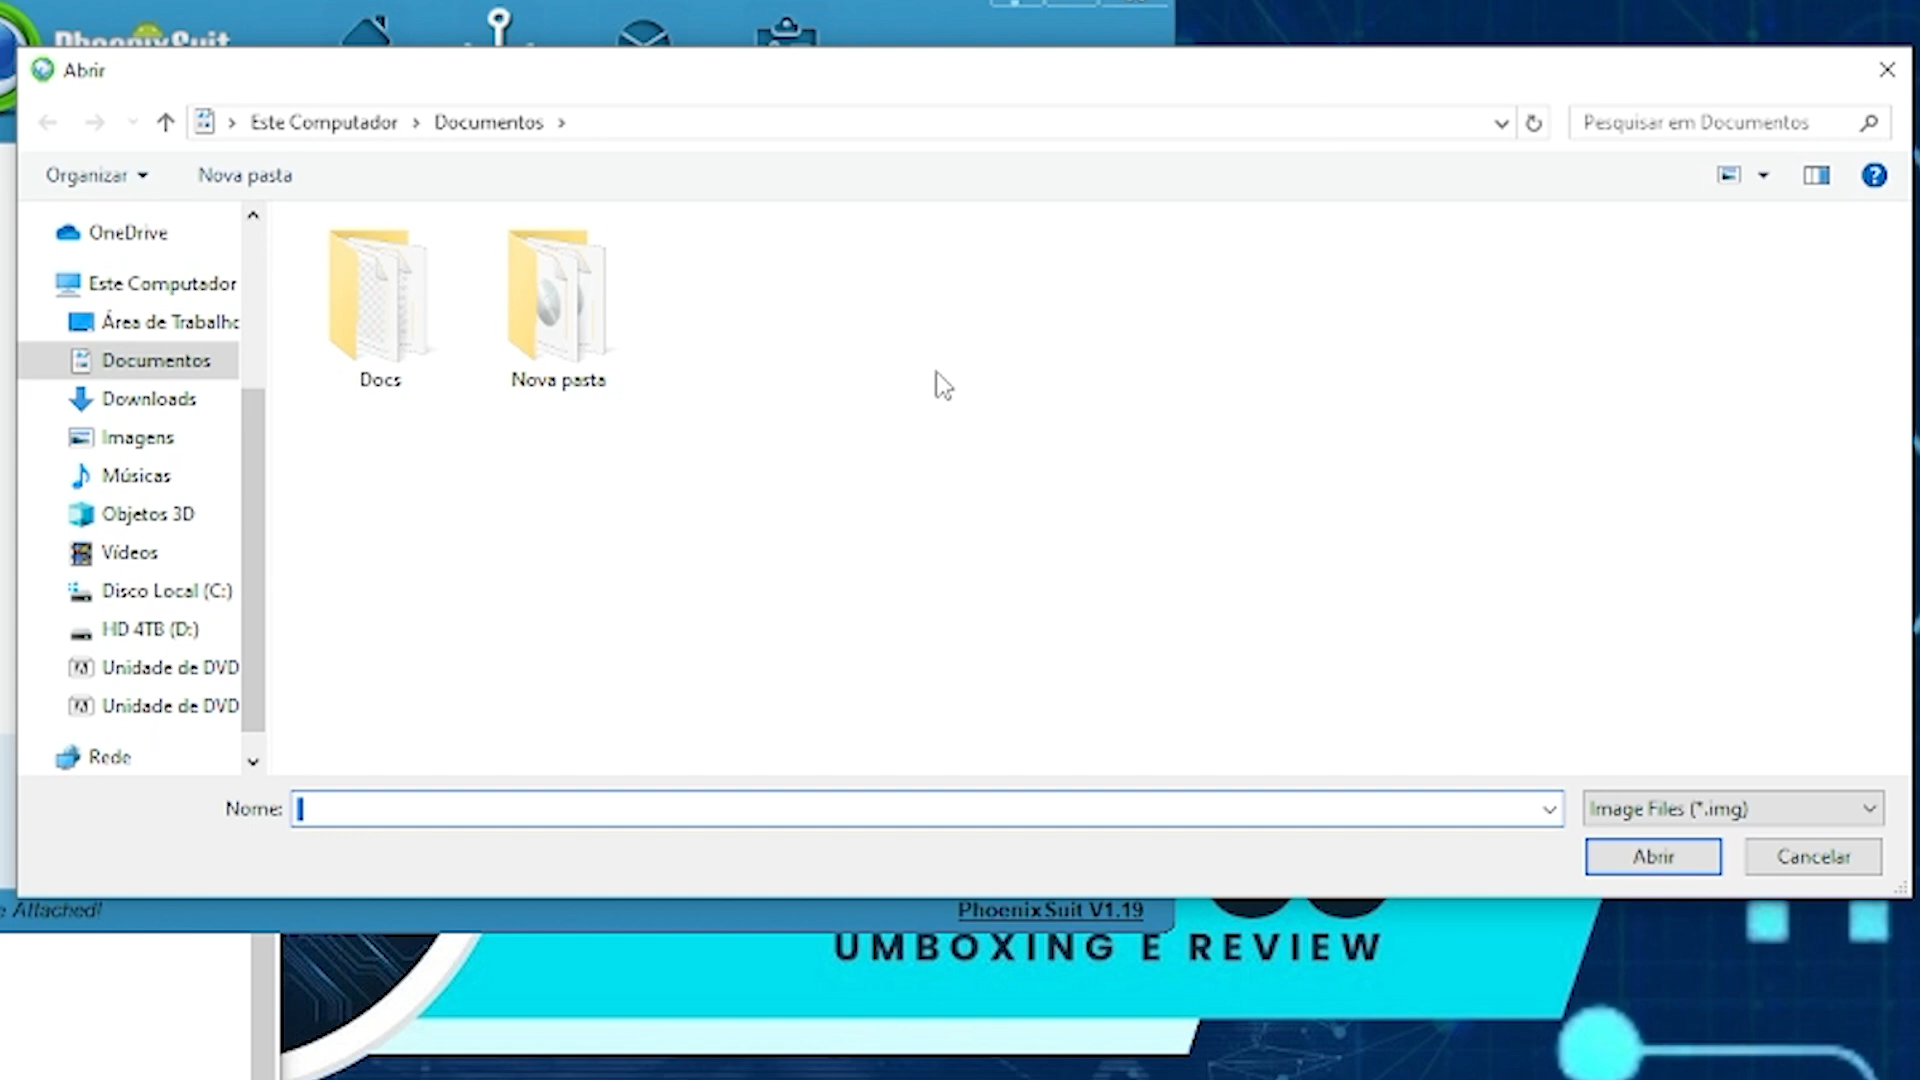 PhoenixSuit
Abrir
Este Computador > Documentos >
Pesquisar em Documentos
Organizar
Nova pasta
?
OneDrive
Este Computador
Área de Trabalho
Documentos
Downloads
Imagens
Músicas
Objetos 3D
Vídeos
Disco Local (C:)
HD 4TB (D:)
Unidade de DVD
Unidade de DVD
Rede
Docs
Nova pasta
Nome:
Image Files (*.img)
Abrir
Cancelar
e Attached!
PhoenixSuit V1.19
UMBOXING E REVIEW